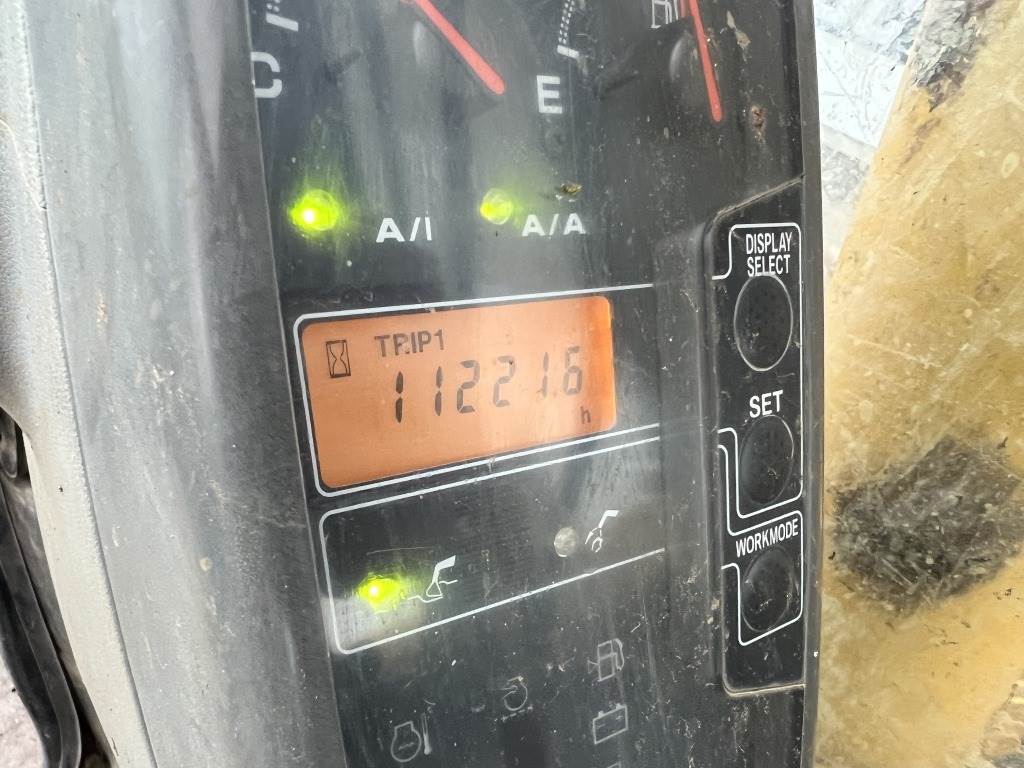 C
E
A/I
A/A
DISPLAY
SELECT
TRIP1
11221.6
h
SET
WORKMODE